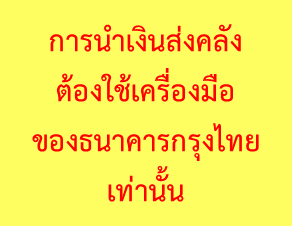 การนำเงินส่งคลัง
ต้องใช้เครื่องมือ
ของธนาคารกรุงไทย
เท่านั้น